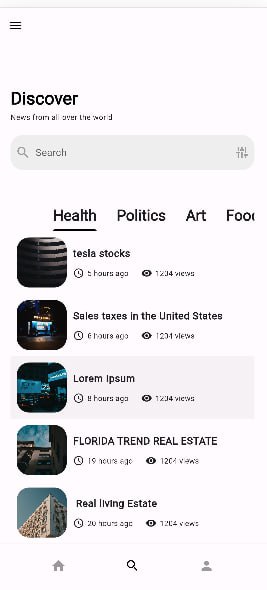 Discover
News from all over the world
Search
Health Politics Art Food
tesla stocks
5 hours ago 1204 views
Sales taxes in the United States
6 hours ago 1204 views
Lorem Ipsum
8 hours ago 1204 views
FLORIDA TREND REAL ESTATE
19 hours ago 1204 views
Real living Estate
20 hours ago 1204 views